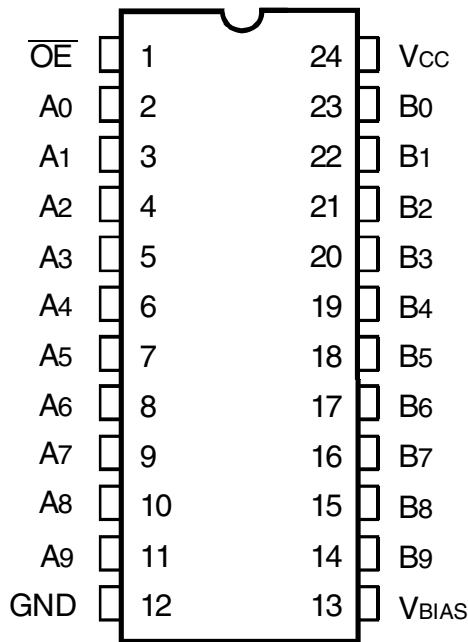 OE 1 24 VCC
A0 2 23 B0
A1 3 22 B1
A2 4 21 B2
A3 5 20 B3
A4 6 19 B4
A5 7 18 B5
A6 8 17 B6
A7 9 16 B7
A8 10 15 B8
A9 11 14 B9
GND 12 13 VBIAS